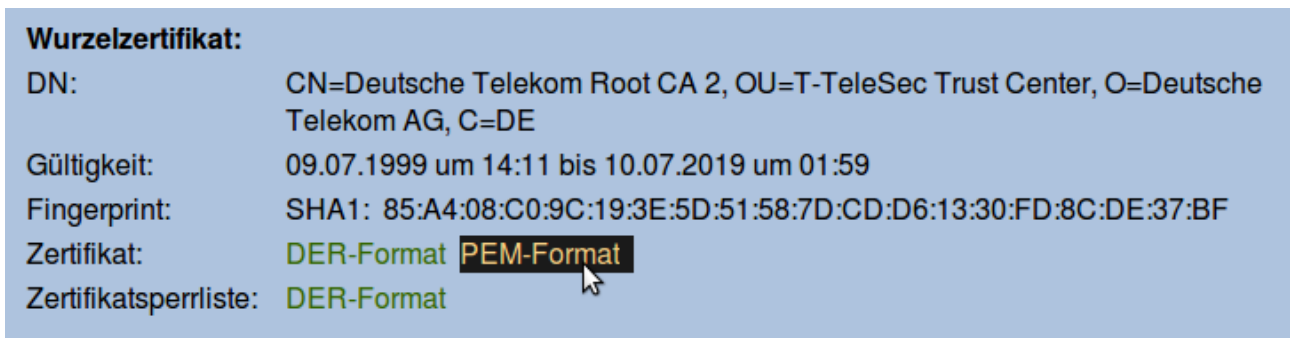 Wurzelzertifikat:
DN: CN=Deutsche Telekom Root CA 2, OU=T-TeleSec Trust Center, O=Deutsche
Telekom AG, C=DE
Gültigkeit: 09.07.1999 um 14:11 bis 10.07.2019 um 01:59
Fingerprint: SHA1: 85:A4:08:C0:9C:19:3E:5D:51:58:7D:CD:D6:13:30:FD:8C:DE:37:BF
Zertifikat: DER-Format PEM-Format
Zertifikatsperrliste: DER-Format